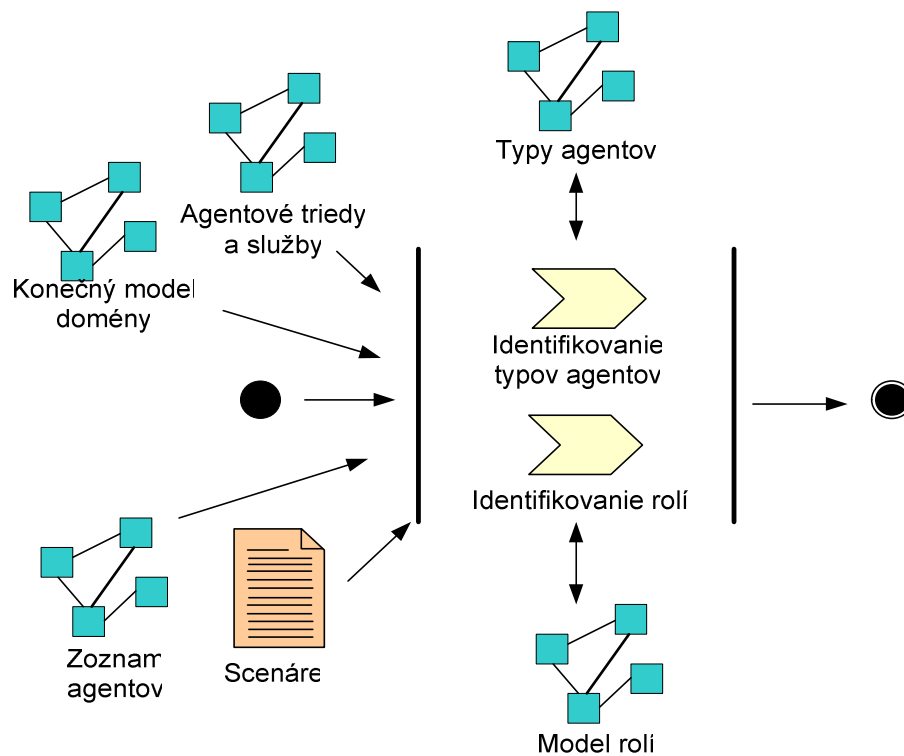 Typy agentov
Agentové triedy
a služby
Konečný model
domény
Identifikovanie
typov agentov
Identifikovanie rolí
Zoznam
agentov
Scenáre
Model rolí